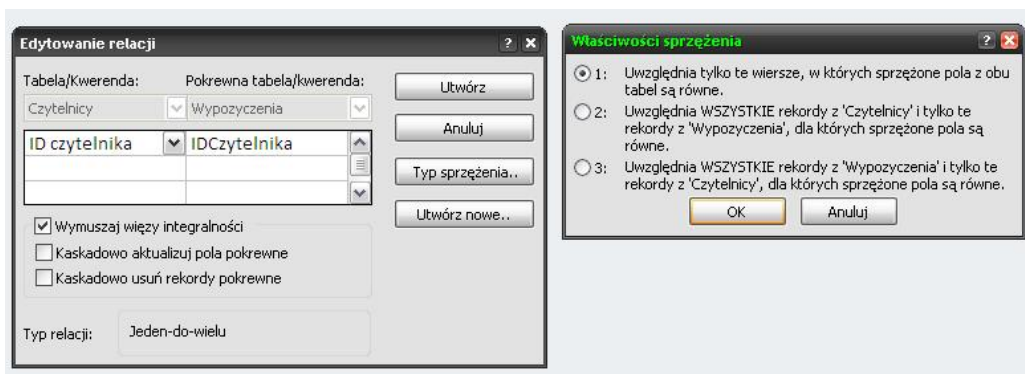 Edytowanie relacji
Tabela/Kwerenda: Pokrewna tabela/kwerenda:
Czytelnicy Wypozyczenia
ID czytelnika IDCzytelnika
Wymuszaj więzy integralności
Kaskadowo aktualizuj pola pokrewne
Kaskadowo usuń rekordy pokrewne
Typ relacji: Jeden-do-wielu
Utwórz
Anuluj
Typ sprzężenia..
Utwórz nowe..
Właściwości sprzężenia
1: Uwzględnia tylko te wiersze, w których sprzężone pola z obu
tabel są równe.
2: Uwzględnia WSZYSTKIE rekordy z 'Czytelnicy' i tylko te
rekordy z 'Wypozyczenia', dla których sprzężone pola są
równe.
3: Uwzględnia WSZYSTKIE rekordy z 'Wypozyczenia' i tylko te
rekordy z 'Czytelnicy', dla których sprzężone pola są równe.
OK Anuluj